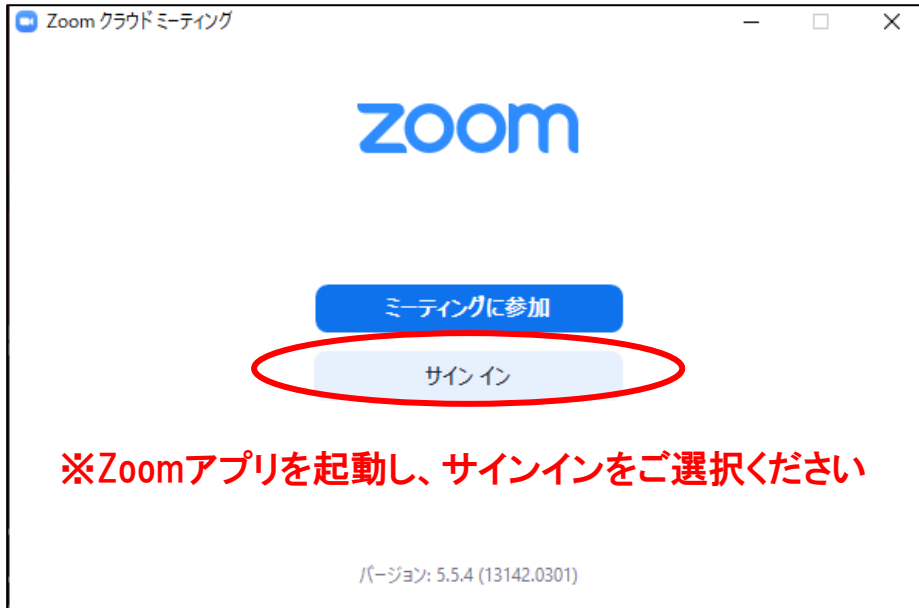 Zoom クラウド ミーティング
zoom
ミーティングに参加
サイン イン
※Zoomアプリを起動し、サインインをご選択ください
バージョン: 5.5.4 (13142.0301)